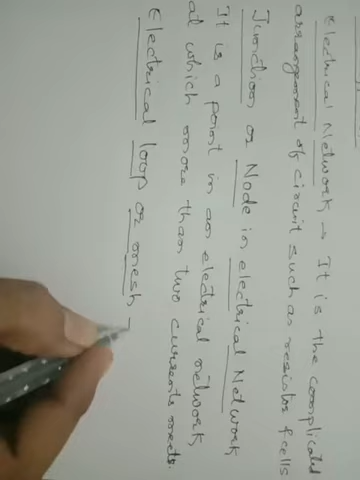 Electrical Network → It is the complicated
arrangement of circuit such as resistor & cells
Junction or Node in electrical Network
It is a point in an electrical network
at which more than two currents meets.
Electrical loop or mesh